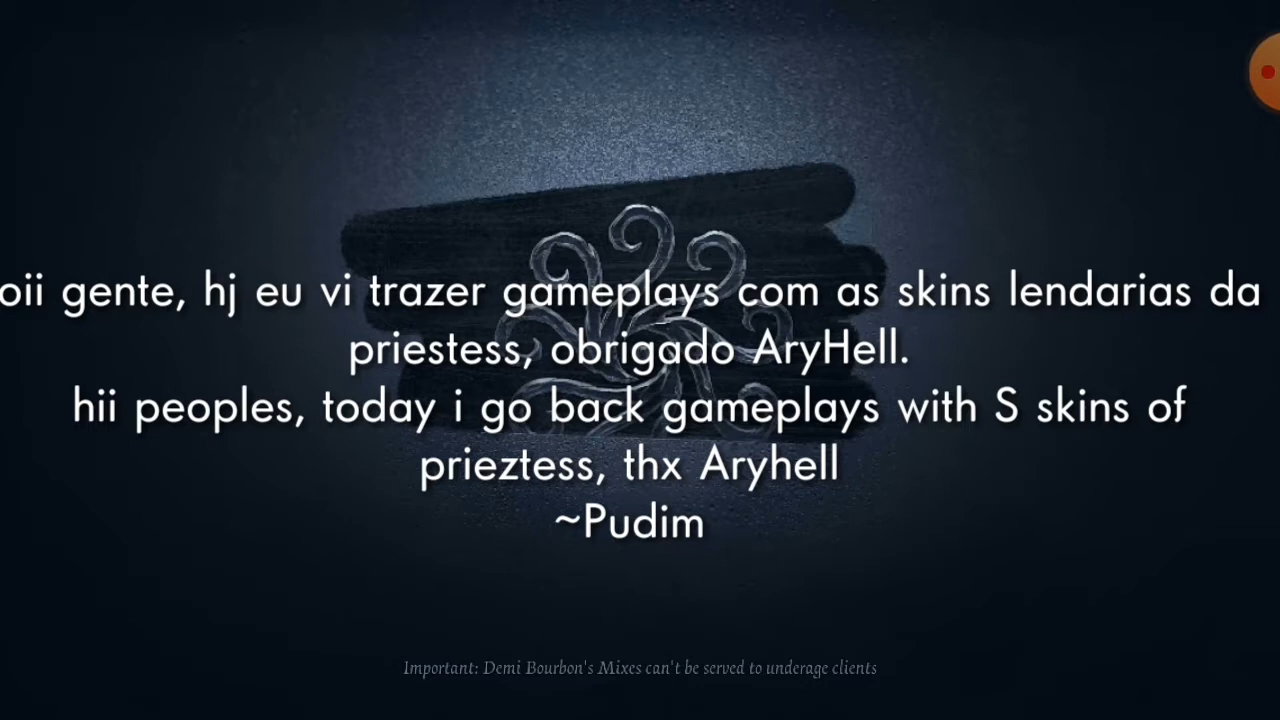 oii gente, hj eu vi trazer gameplays com as skins lendarias da
priestess, obrigado AryHell.
hii peoples, today i go back gameplays with S skins of
prieztess, thx Aryhell
~Pudim
Important: Demi Bourbon's Mixes can't be served to underage clients